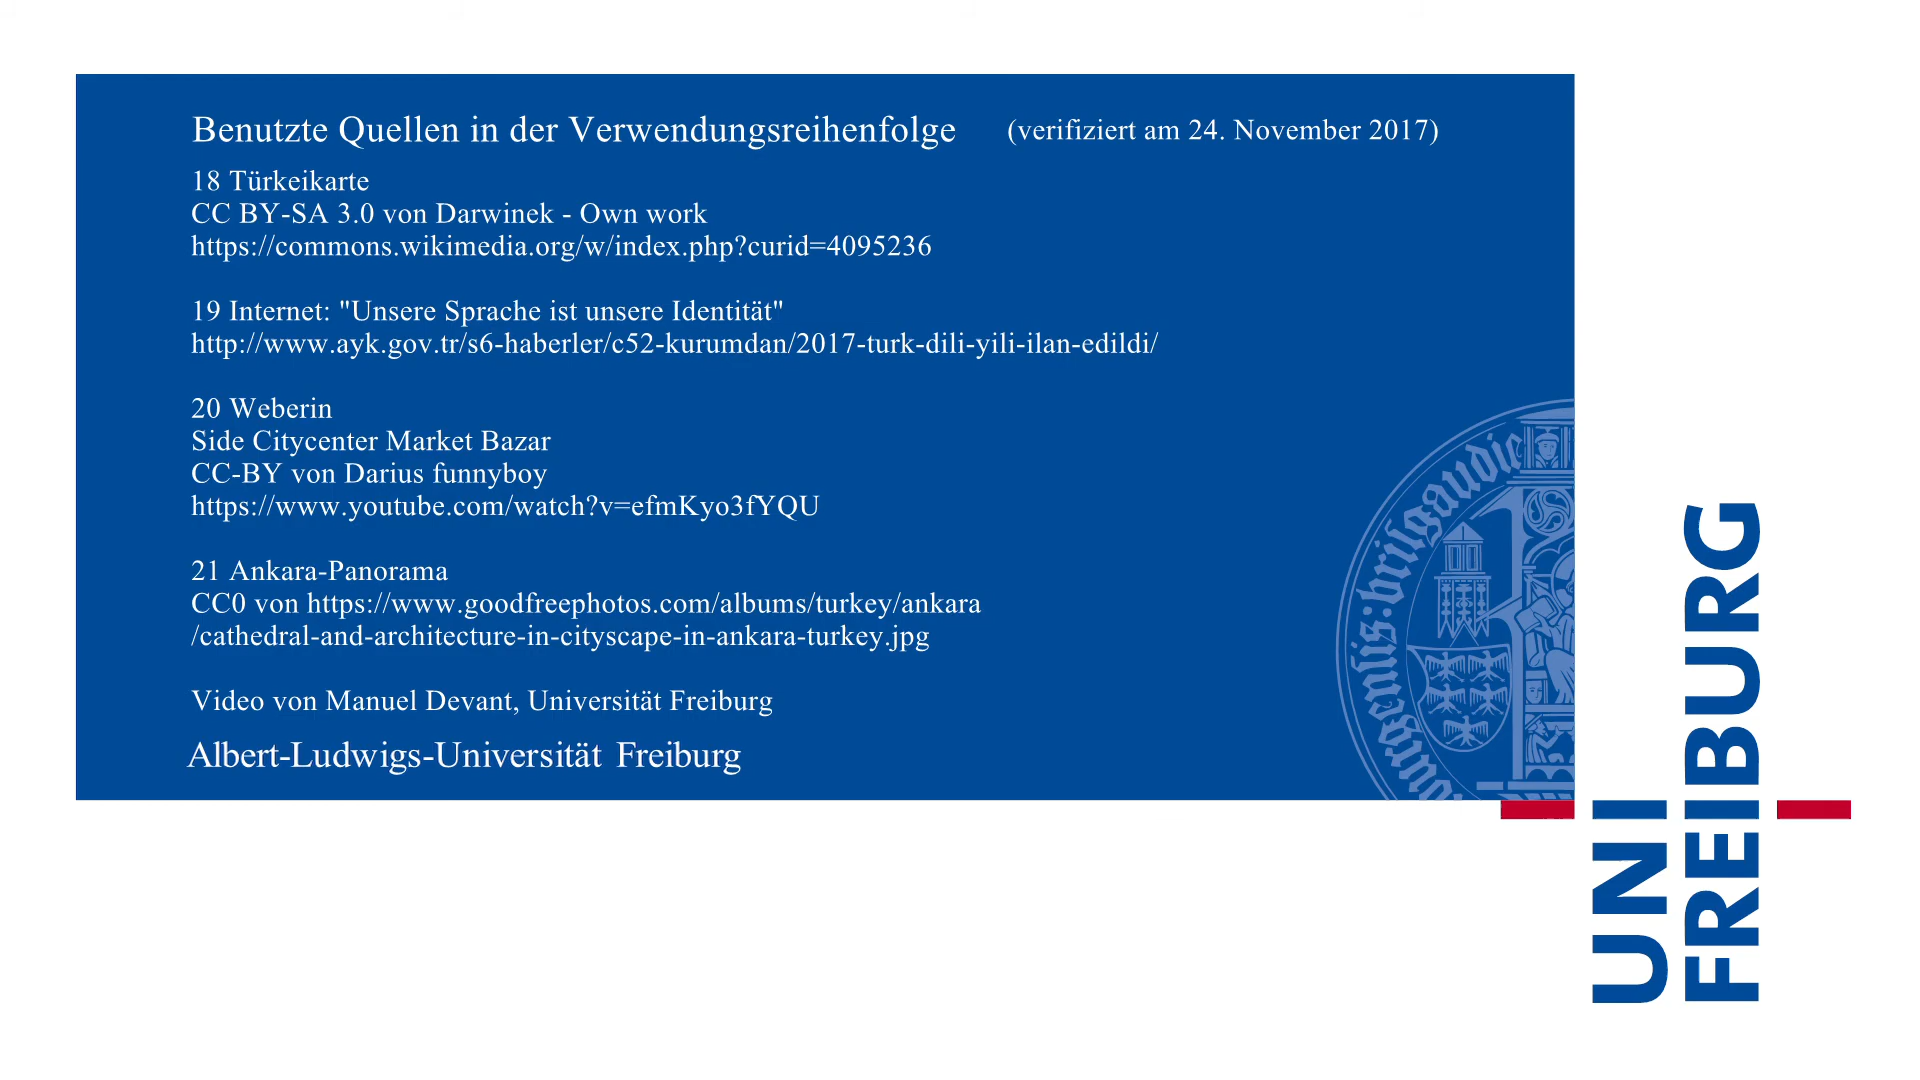 Benutzte Quellen in der Verwendungsreihenfolge (verifiziert am 24. November 2017)
18 Türkeikarte
CC BY-SA 3.0 von Darwinek - Own work
https://commons.wikimedia.org/w/index.php?curid=4095236
19 Internet: "Unsere Sprache ist unsere Identität"
http://www.ayk.gov.tr/s6-haberler/c52-kurumdan/2017-turk-dili-yili-ilan-edildi/
20 Weberin
Side Citycenter Market Bazar
CC-BY von Darius funnyboy
https://www.youtube.com/watch?v=efmKyo3fYQU
21 Ankara-Panorama
CC0 von https://www.goodfreephotos.com/albums/turkey/ankara
/cathedral-and-architecture-in-cityscape-in-ankara-turkey.jpg
Video von Manuel Devant, Universität Freiburg
Albert-Ludwigs-Universität Freiburg
UNI
FREIBURG